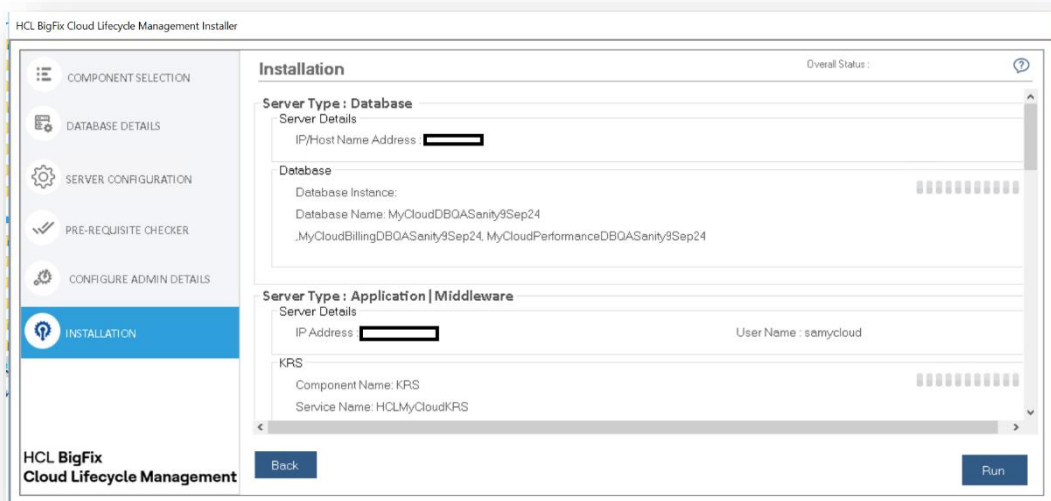 HCL BigFix Cloud Lifecycle Management Installer
COMPONENT SELECTION
DATABASE DETAILS
SERVER CONFIGURATION
PRE-REQUISITE CHECKER
CONFIGURE ADMIN DETAILS
INSTALLATION
HCL BigFix
Cloud Lifecycle Management
Installation
Overall Status :
?
Server Type : Database
Server Details
IP/Host Name Address :
Database
Database Instance:
Database Name: MyCloudDBQASanity9Sep24
,MyCloudBillingDBQASanity9Sep24, MyCloudPerformanceDBQASanity9Sep24
Server Type : Application | Middleware
Server Details
IP Address :
User Name : samycloud
KRS
Component Name: KRS
Service Name: HCLMyCloudKRS
Back
Run